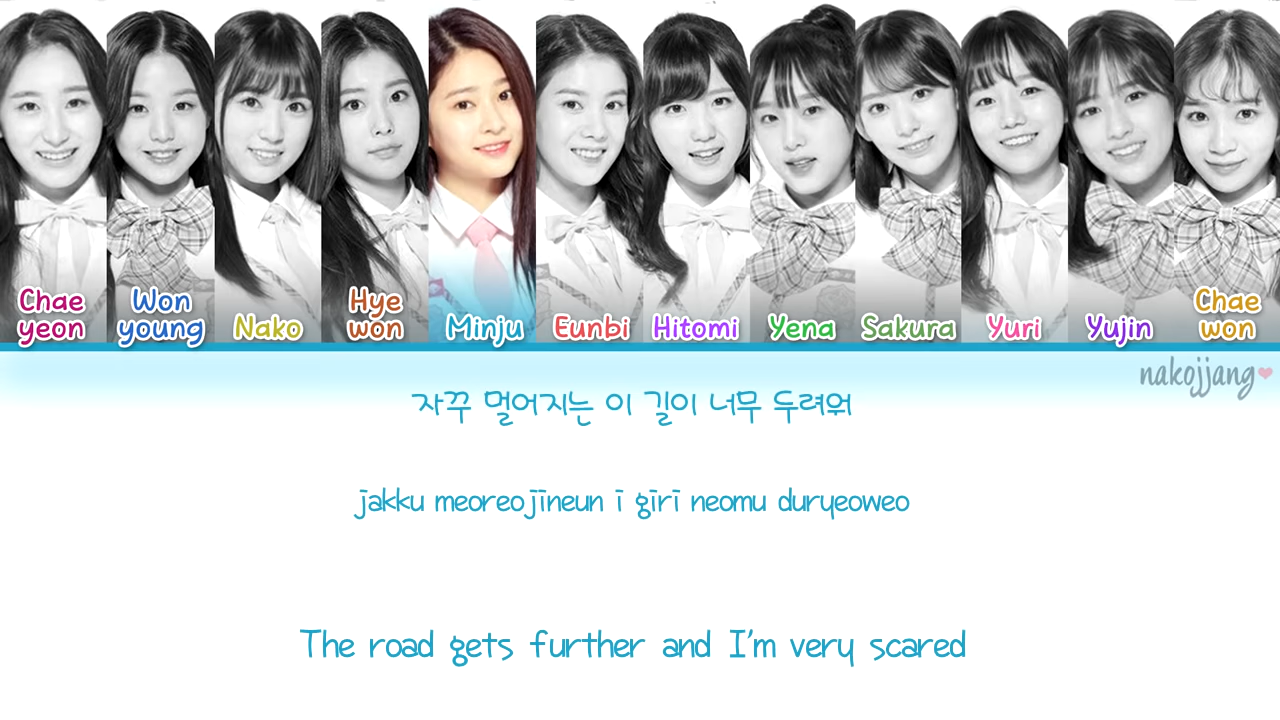 Chae yeon
Won young
Nako
Hye won
Minju
Eunbi
Hitomi
Yena
Sakura
Yuri
Yujin
Chae won
nakojjang
자꾸 멀어지는 이 길이 너무 두려워
jakku meoreojineun i giri neomu duryeoweo
The road gets further and I'm very scared